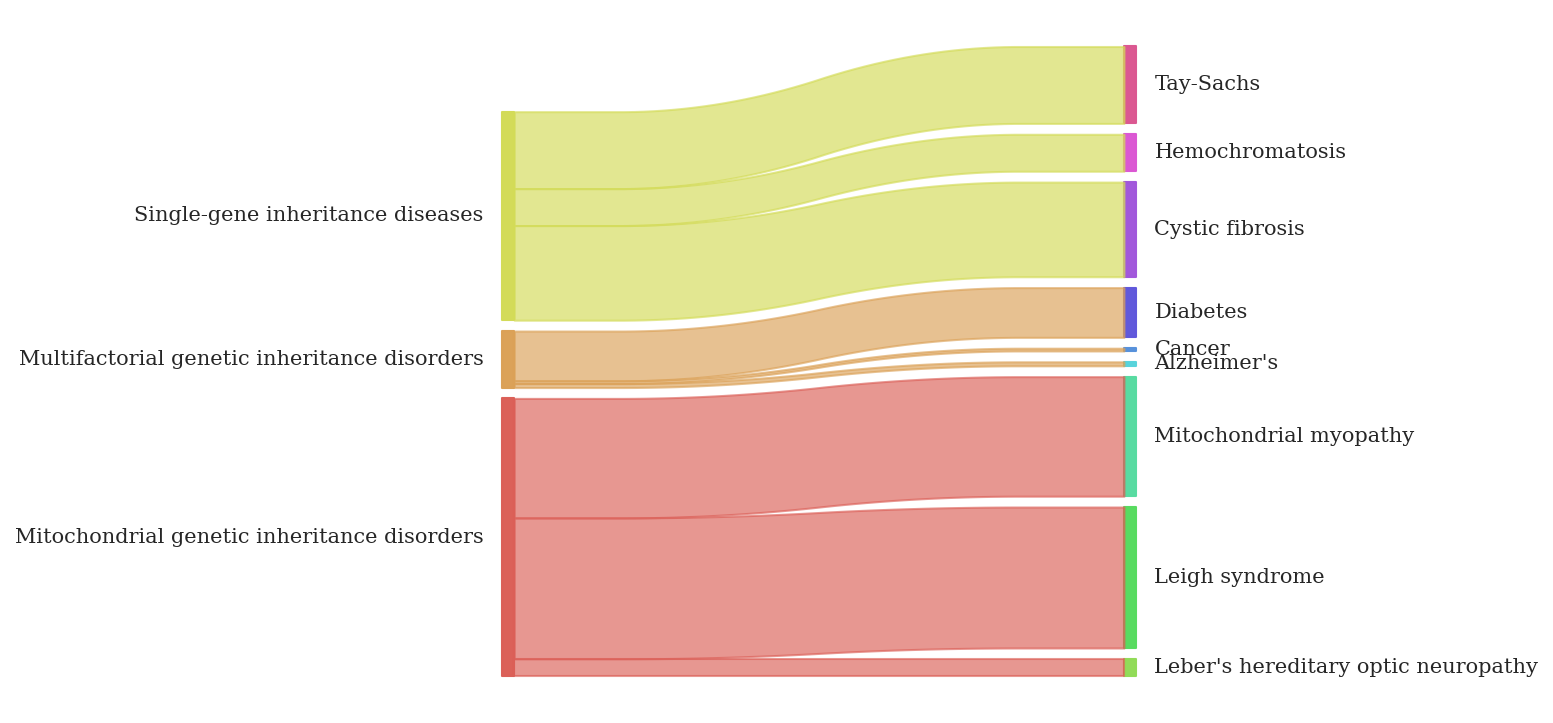 Single-gene inheritance diseases
Multifactorial genetic inheritance disorders
Mitochondrial genetic inheritance disorders
Tay-Sachs
Hemochromatosis
Cystic fibrosis
Diabetes
Cancer
Alzheimer's
Mitochondrial myopathy
Leigh syndrome
Leber's hereditary optic neuropathy